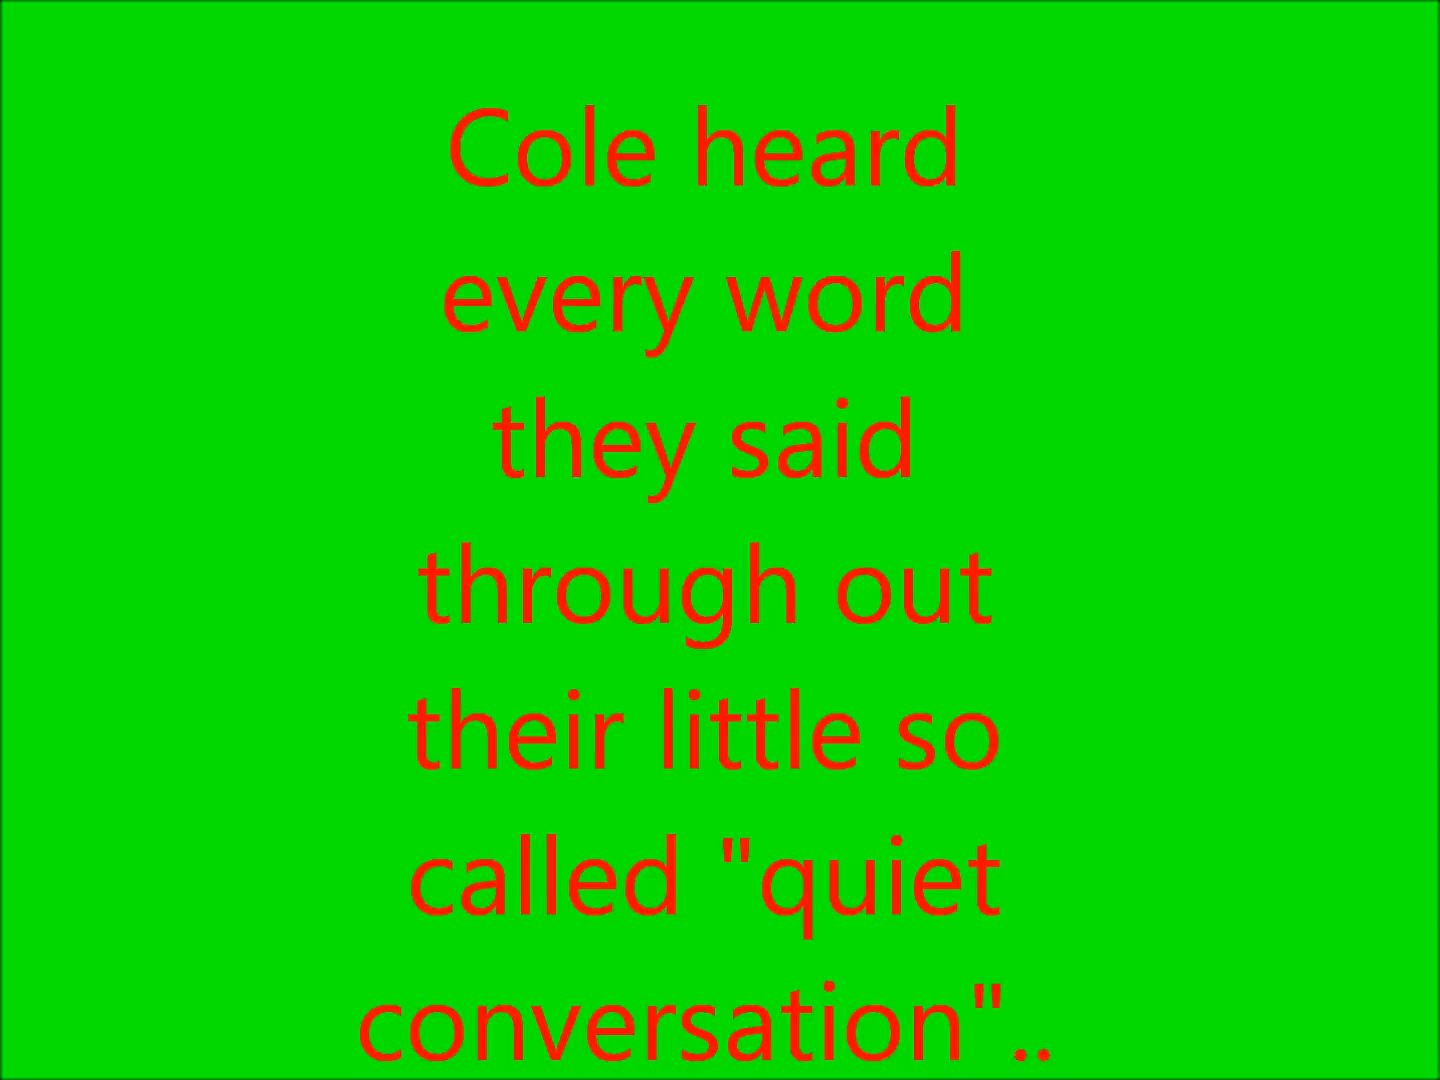 Cole heard
every word
they said
through out
their little so
called "quiet
conversation"..